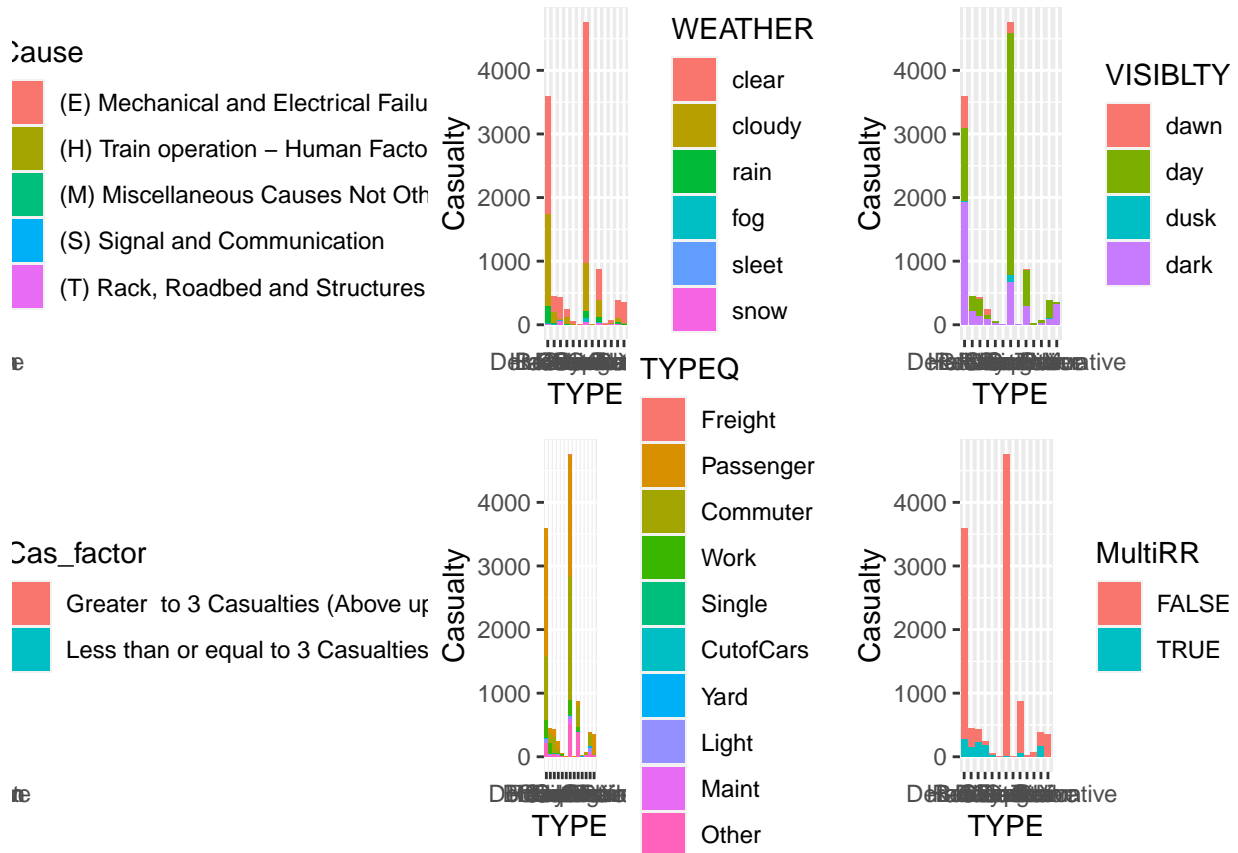 Cause
(E) Mechanical and Electrical Failu
(H) Train operation − Human Facto
(M) Miscellaneous Causes Not Oth
(S) Signal and Communication
(T) Rack, Roadbed and Structures
Casualty
4000
3000
2000
1000
0
TYPE
WEATHER
clear
cloudy
rain
fog
sleet
snow
Casualty
4000
3000
2000
1000
0
TYPE
VISIBLTY
dawn
day
dusk
dark
Cas_factor
Greater  to 3 Casualties (Above up
Less than or equal to 3 Casualties
Casualty
4000
3000
2000
1000
0
TYPE
TYPEQ
Freight
Passenger
Commuter
Work
Single
CutofCars
Yard
Light
Maint
Other
Casualty
4000
3000
2000
1000
0
TYPE
MultiRR
FALSE
TRUE